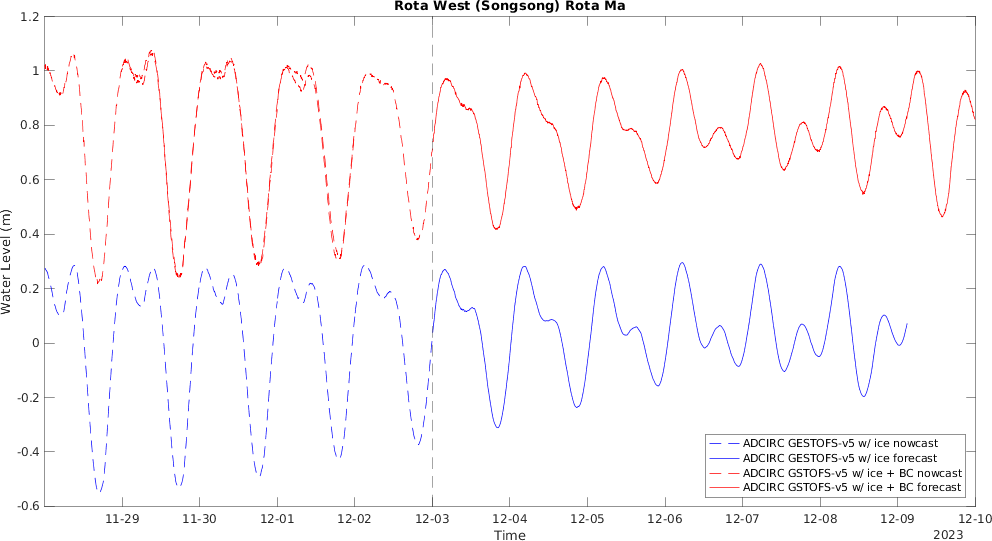 Rota West (Songsong) Rota Ma
1.2
1
0.8
0.6
0.4
0.2
0
-0.2
-0.4
-0.6
Water Level (m)
11-29 11-30 12-01 12-02 12-03 12-04 12-05 12-06 12-07 12-08 12-09 12-10
Time
2023
ADCIRC GESTOFS-v5 w/ ice nowcast
ADCIRC GESTOFS-v5 w/ ice forecast
ADCIRC GSTOFS-v5 w/ ice + BC nowcast
ADCIRC GSTOFS-v5 w/ ice + BC forecast